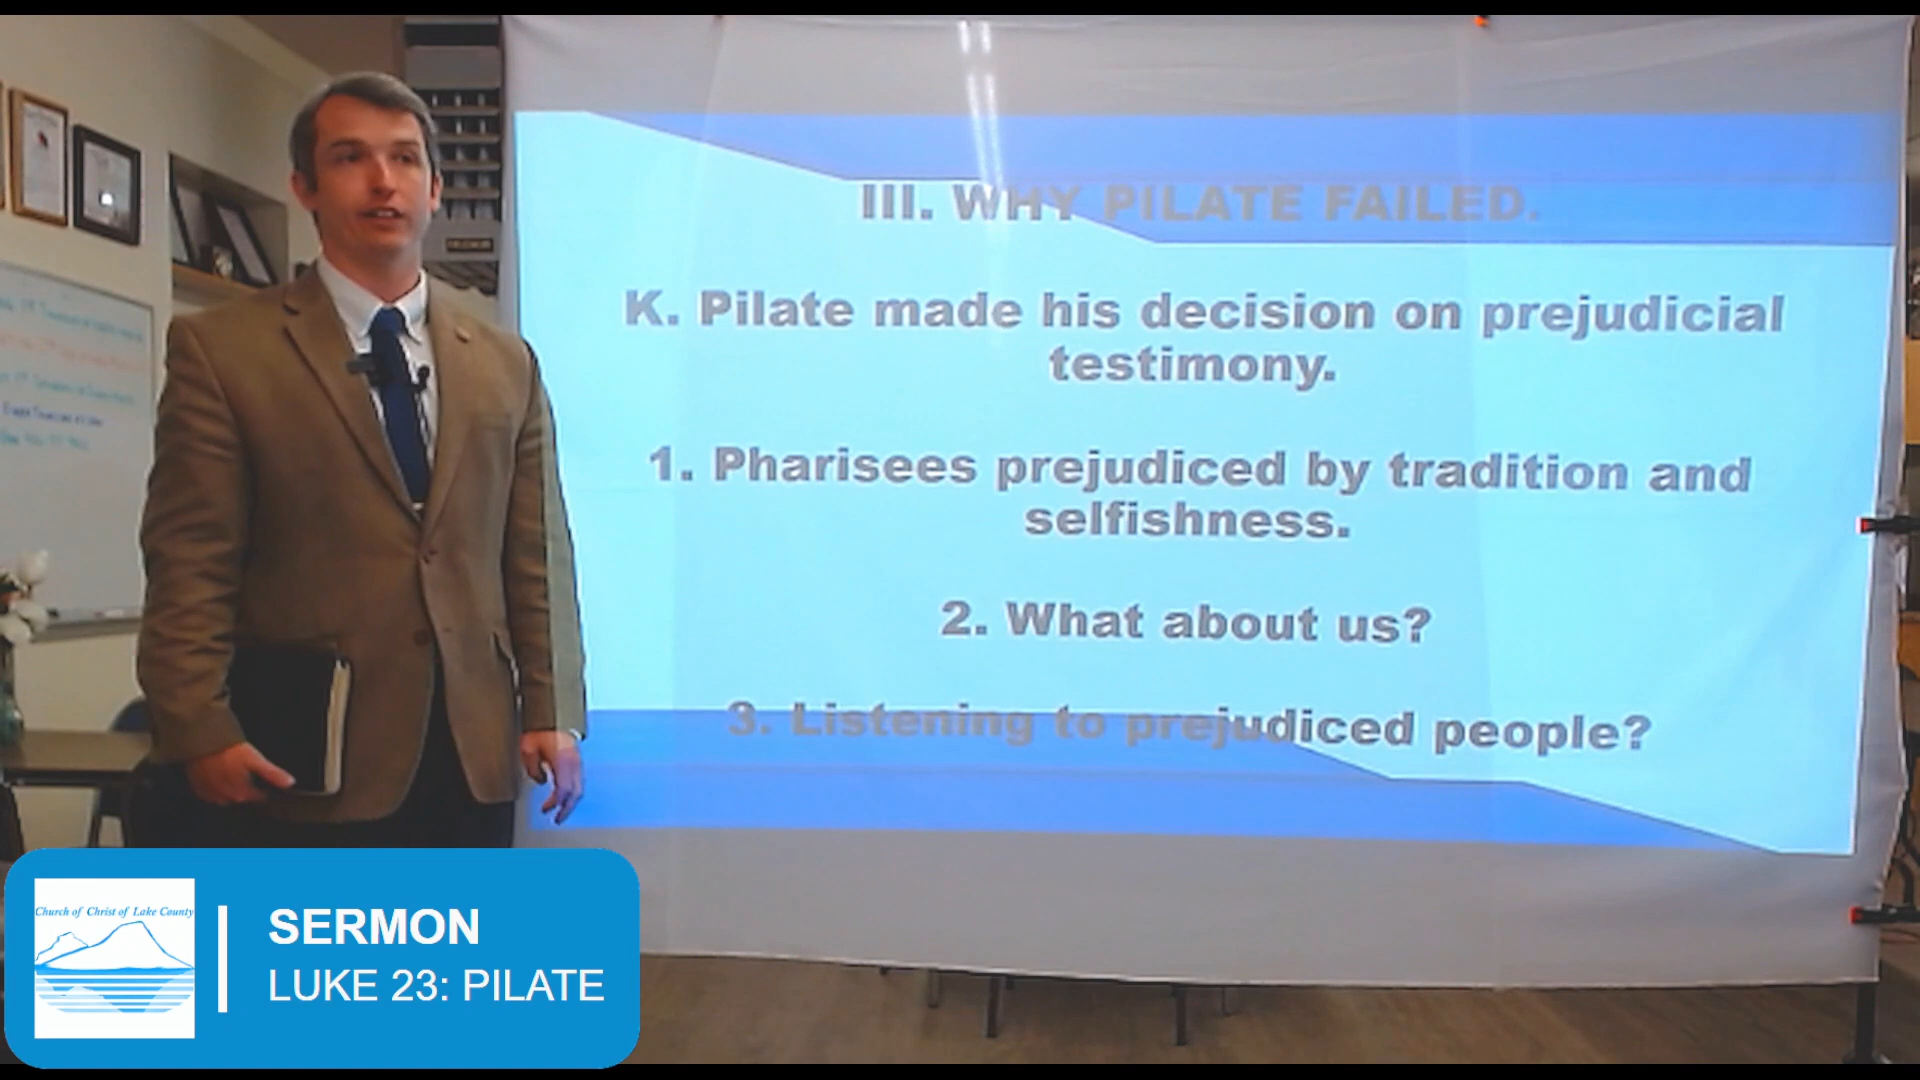 III. WHY PILATE FAILED.
K. Pilate made his decision on prejudicial
testimony.
1. Pharisees prejudiced by tradition and
selfishness.
2. What about us?
3. Listening to prejudiced people?
Church of Christ of Lake County
SERMON
LUKE 23: PILATE